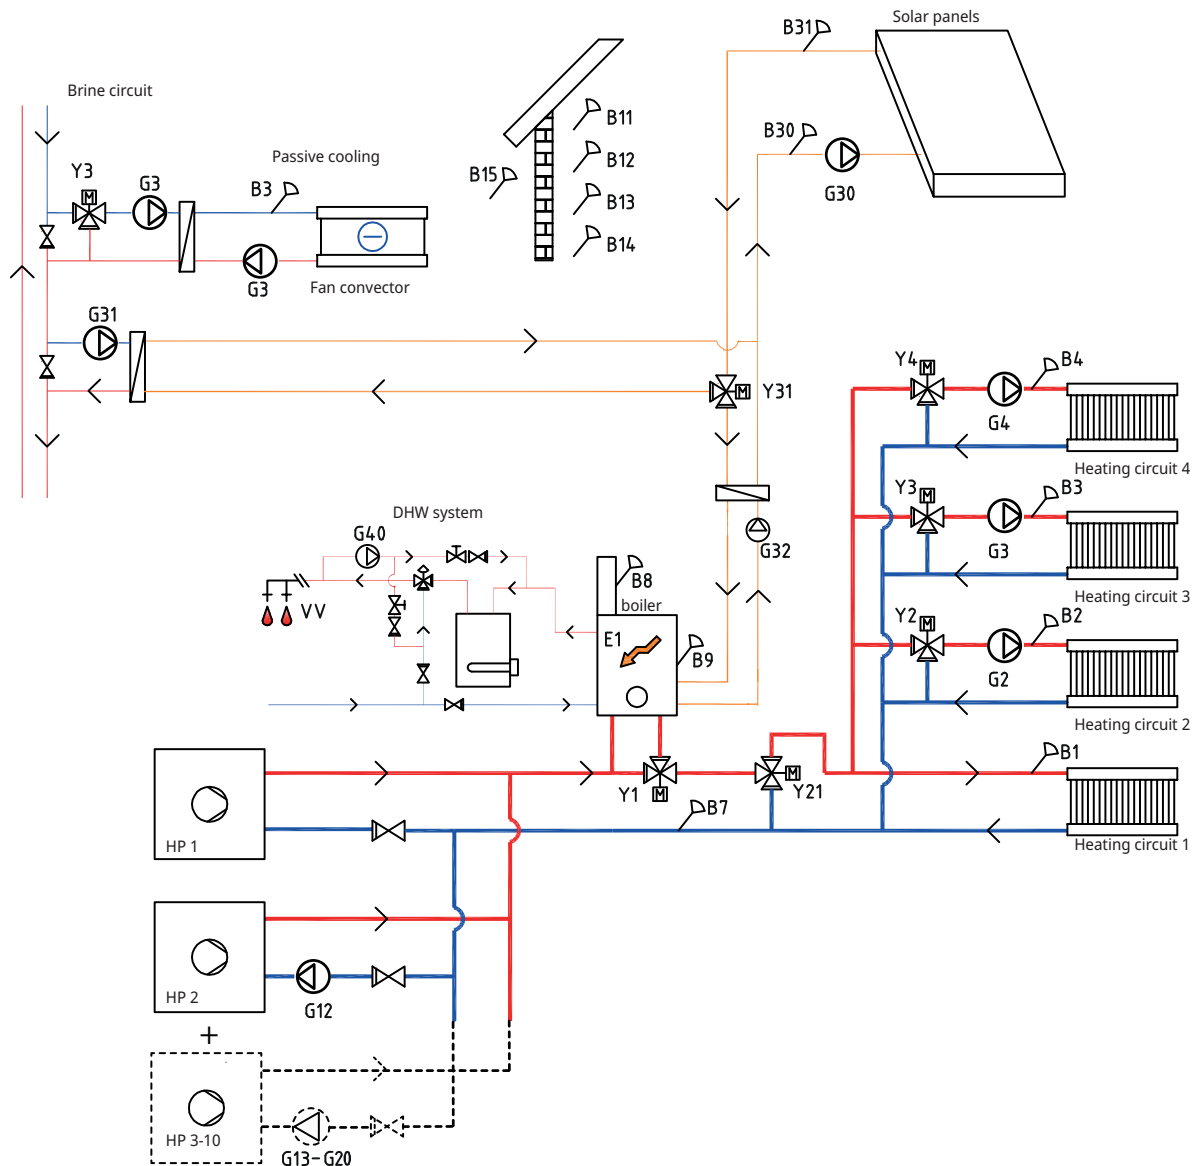 Solar panels
B31
Brine circuit
B11
B30
Passive cooling
B12
Y3
G3
B3
B15
G30
B13
B14
G3
Fan convector
G31
Y4
B4
M
Y31
G4
Heating circuit 4
Y3
B3
DHW system
G40
G32
G3
B8
Heating circuit 3
boiler
VV
Y2
B2
E1
B9
G2
Heating circuit 2
B1
Y1
M
Y21
B7
HP 1
Heating circuit 1
HP 2
G12
+
HP 3-10
G13-G20
M
M
M
M
M